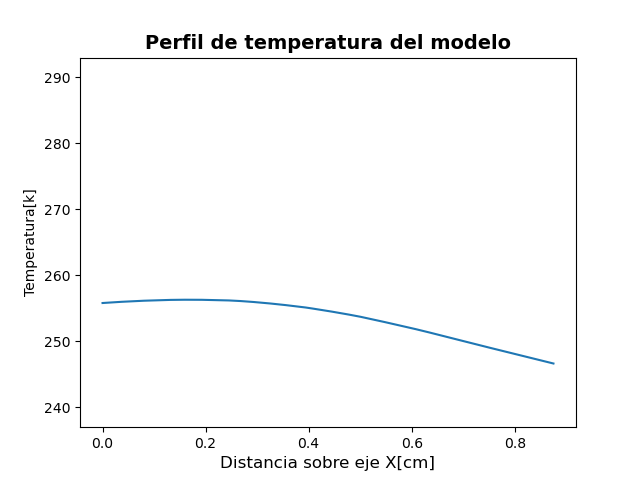 Perfil de temperatura del modelo
290
280
270
260
250
240
Temperatura[k]
0.0 0.2 0.4 0.6 0.8
Distancia sobre eje X[cm]